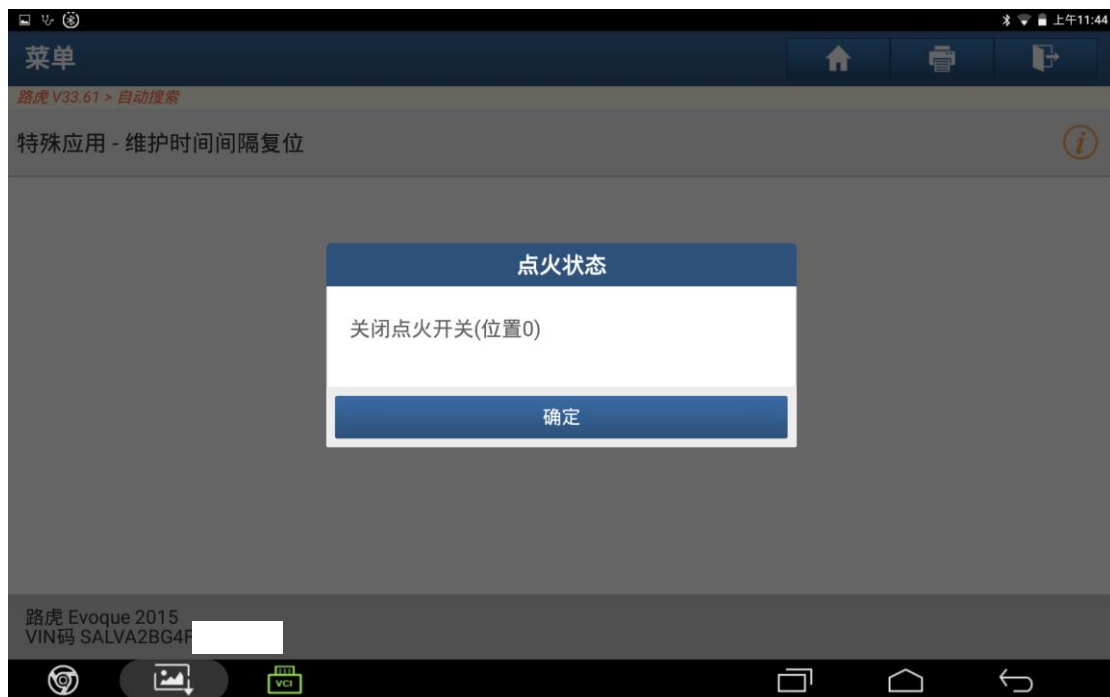 上午11:44
菜单
路虎 V33.61 > 自动搜索
特殊应用 - 维护时间间隔复位
i
点火状态
关闭点火开关(位置0)
确定
路虎 Evoque 2015
VIN码 SALVA2BG4F
VCI